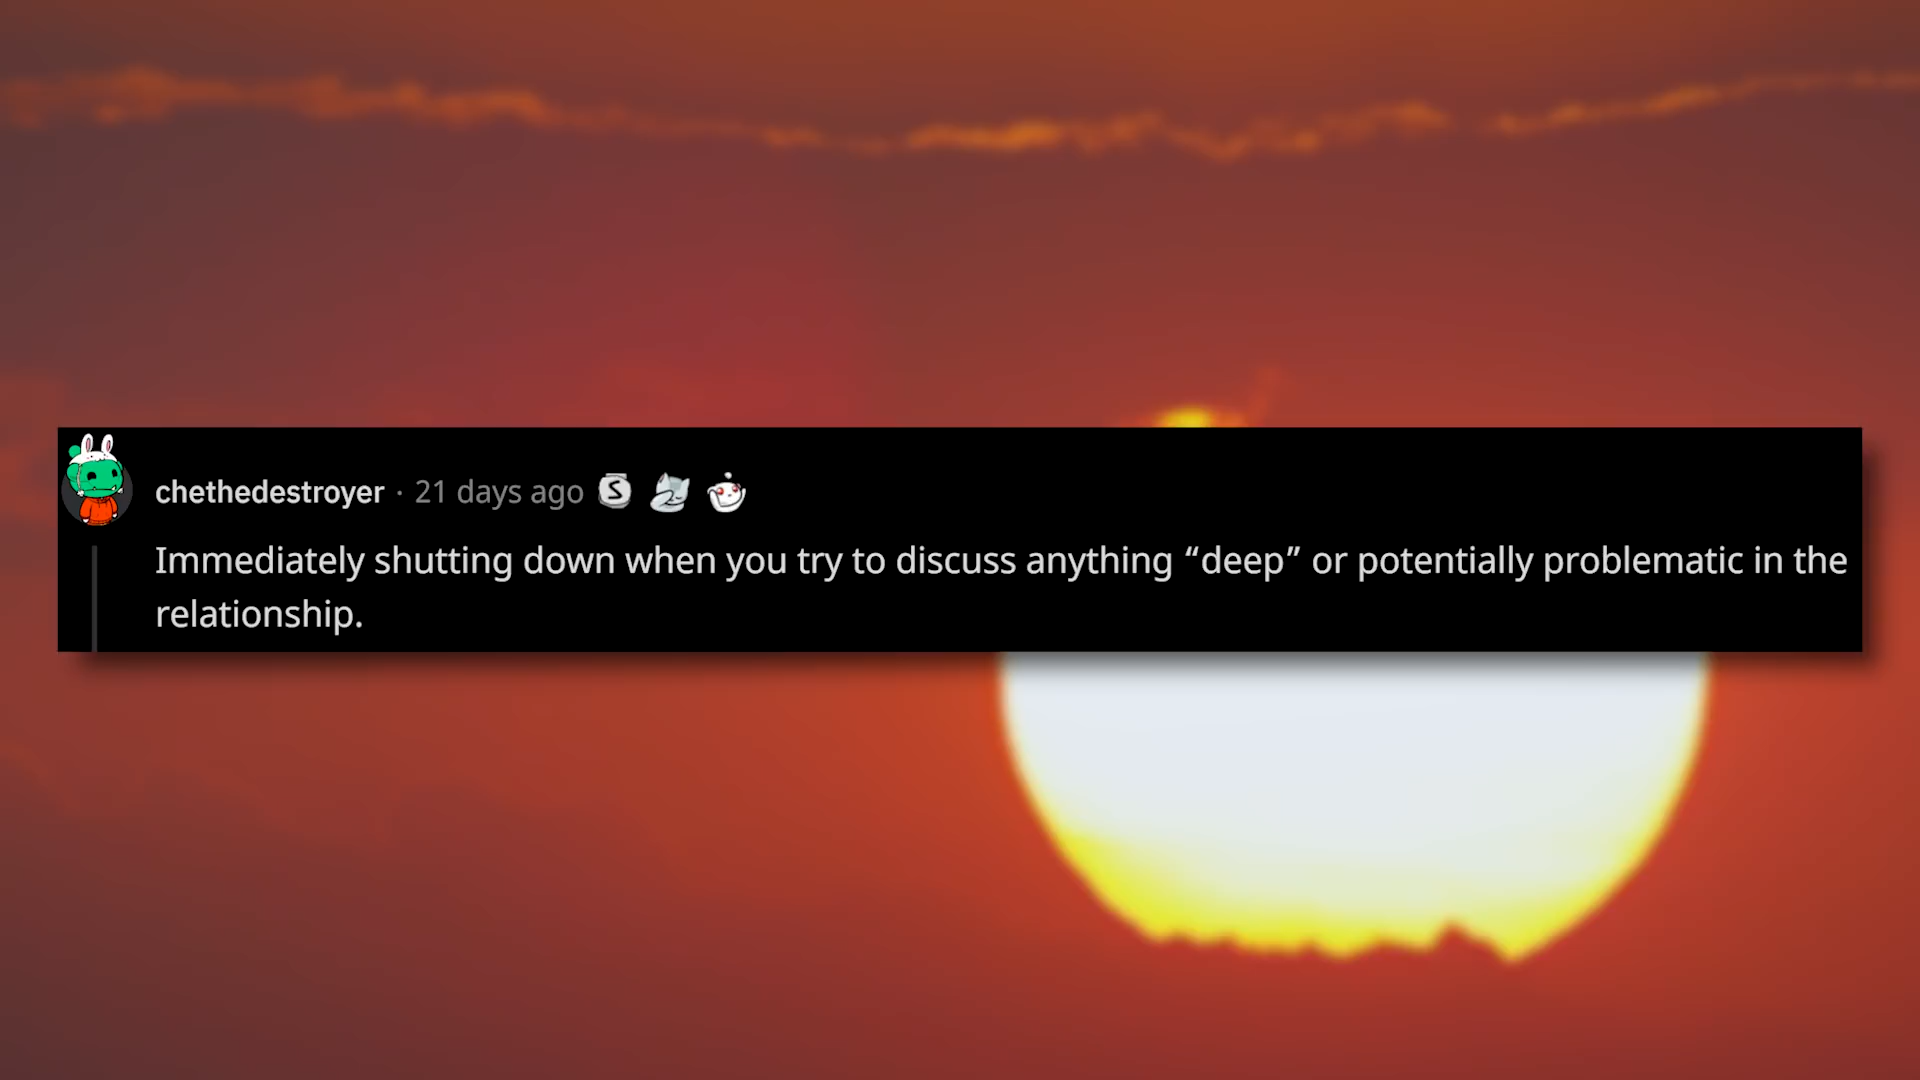 chethedestroyer · 21 days ago S
Immediately shutting down when you try to discuss anything “deep” or potentially problematic in the
relationship.